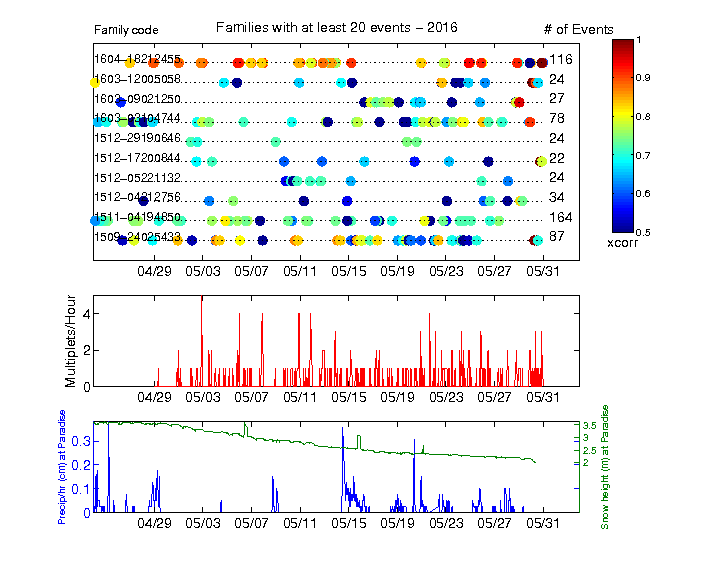 Family code
Families with at least 20 events – 2016
# of Events
1604–18212455 116
1603–12005058 24
1602–09021250 27
1603–03104744 78
1512–29190646 24
1512–17200844 22
1512–05221132 24
1512–04212756 34
1511–04194850 164
1509–24025433 87
04/29 05/03 05/07 05/11 05/15 05/19 05/23 05/27 05/31
1
0.9
0.8
0.7
0.6
0.5
xcorr
Multiplets/Hour
4
2
0
04/29 05/03 05/07 05/11 05/15 05/19 05/23 05/27 05/31
Precip/hr (cm) at Paradise
0.3
0.2
0.1
0
3.5
3
2.5
2
Snow height (m) at Paradise
04/29 05/03 05/07 05/11 05/15 05/19 05/23 05/27 05/31